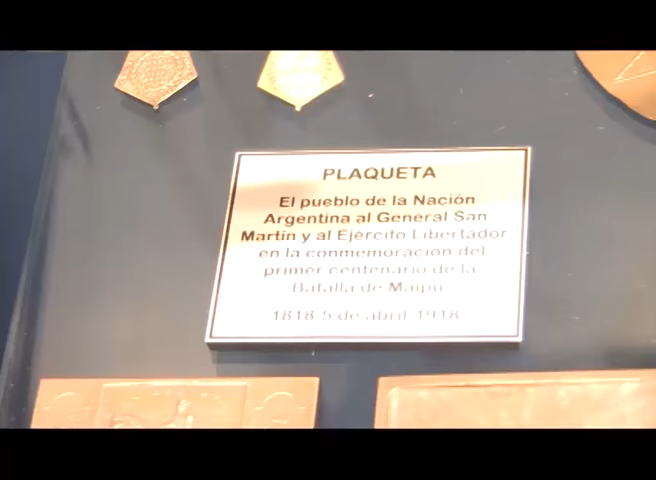 PLAQUETA
El pueblo de la Nación
Argentina al General San
Martín y al Ejército Libertador
en la conmemoración del
primer centenario de la
Batalla de Maipú
1818-5 de abril-1918